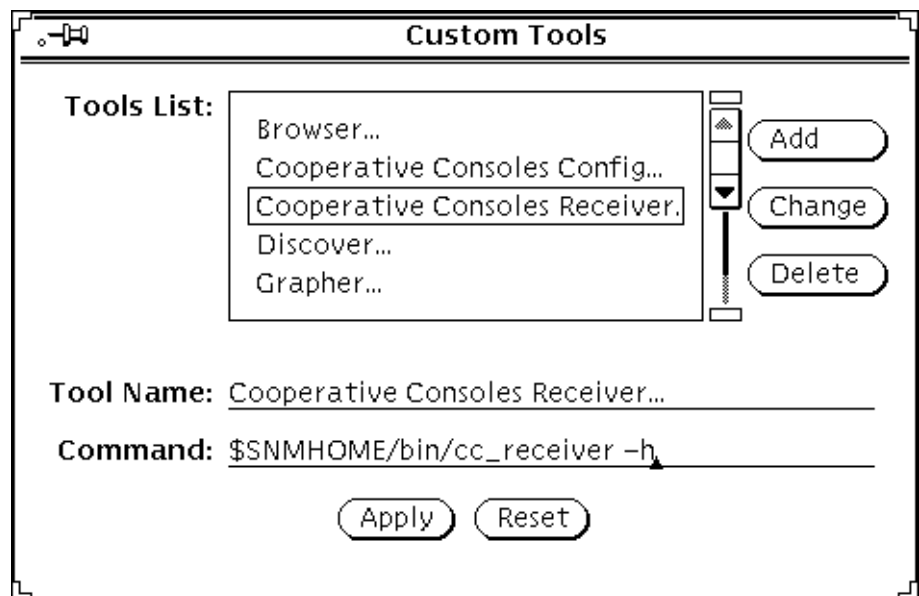 Custom Tools
Tools List:
Browser...
Cooperative Consoles Config...
Cooperative Consoles Receiver.
Discover...
Grapher...
Add
Change
Delete
Tool Name: Cooperative Consoles Receiver...
Command: $SNMHOME/bin/cc_receiver –h
Apply Reset